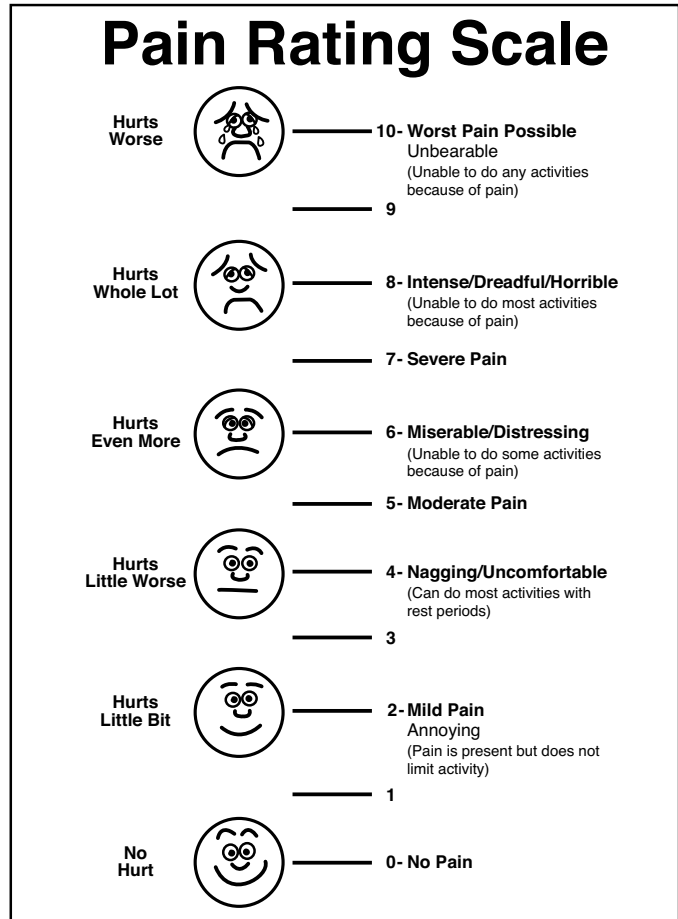 Pain Rating Scale
Hurts
Worse
10- Worst Pain Possible
Unbearable
(Unable to do any activities
because of pain)
9
Hurts
Whole Lot
8- Intense/Dreadful/Horrible
(Unable to do most activities
because of pain)
7- Severe Pain
Hurts
Even More
6- Miserable/Distressing
(Unable to do some activities
because of pain)
5- Moderate Pain
Hurts
Little Worse
4- Nagging/Uncomfortable
(Can do most activities with
rest periods)
3
Hurts
Little Bit
2- Mild Pain
Annoying
(Pain is present but does not
limit activity)
1
No
Hurt
0- No Pain